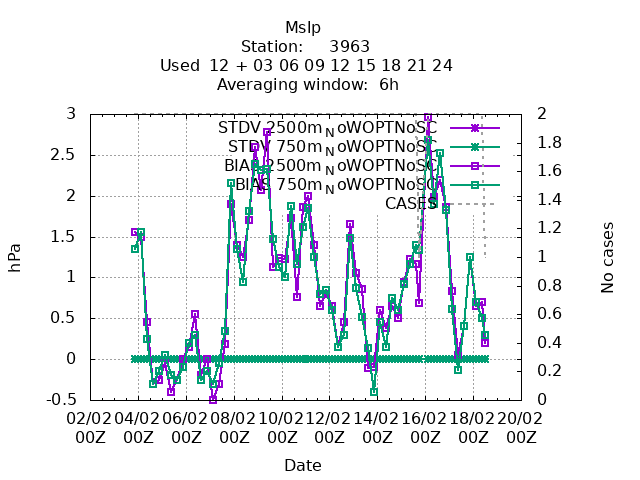 Mslp
Station: 3963
Used 12 + 03 06 09 12 15 18 21 24
Averaging window: 6h
STDV 2500m_NoWOPTNoSC
STDV 750m_NoWOPTNoSC
BIAS 2500m_NoWOPTNoSC
BIAS 750m_NoWOPTNoSC
CASES
hPa
3
2.5
2
1.5
1
0.5
0
-0.5
2
1.8
1.6
1.4
1.2
1
0.8
0.6
0.4
0.2
0
No cases
02/02 04/02 06/02 08/02 10/02 12/02 14/02 16/02 18/02 20/02
00Z 00Z 00Z 00Z 00Z 00Z 00Z 00Z 00Z 00Z
Date